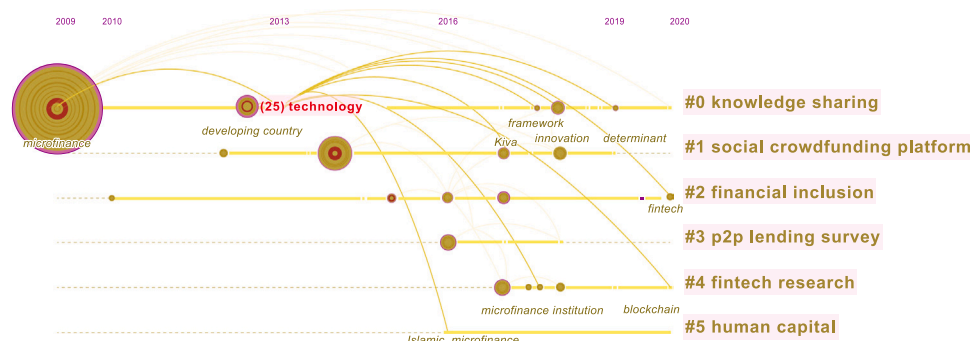 2009 2010 2013 2016 2019 2020
(25) technology
#0 knowledge sharing
framework
developing country
microfinance
Kiva
innovation
determinant
#1 social crowdfunding platform
#2 financial inclusion
fintech
#3 p2p lending survey
#4 fintech research
microfinance institution
blockchain
#5 human capital
Islamic microfinance